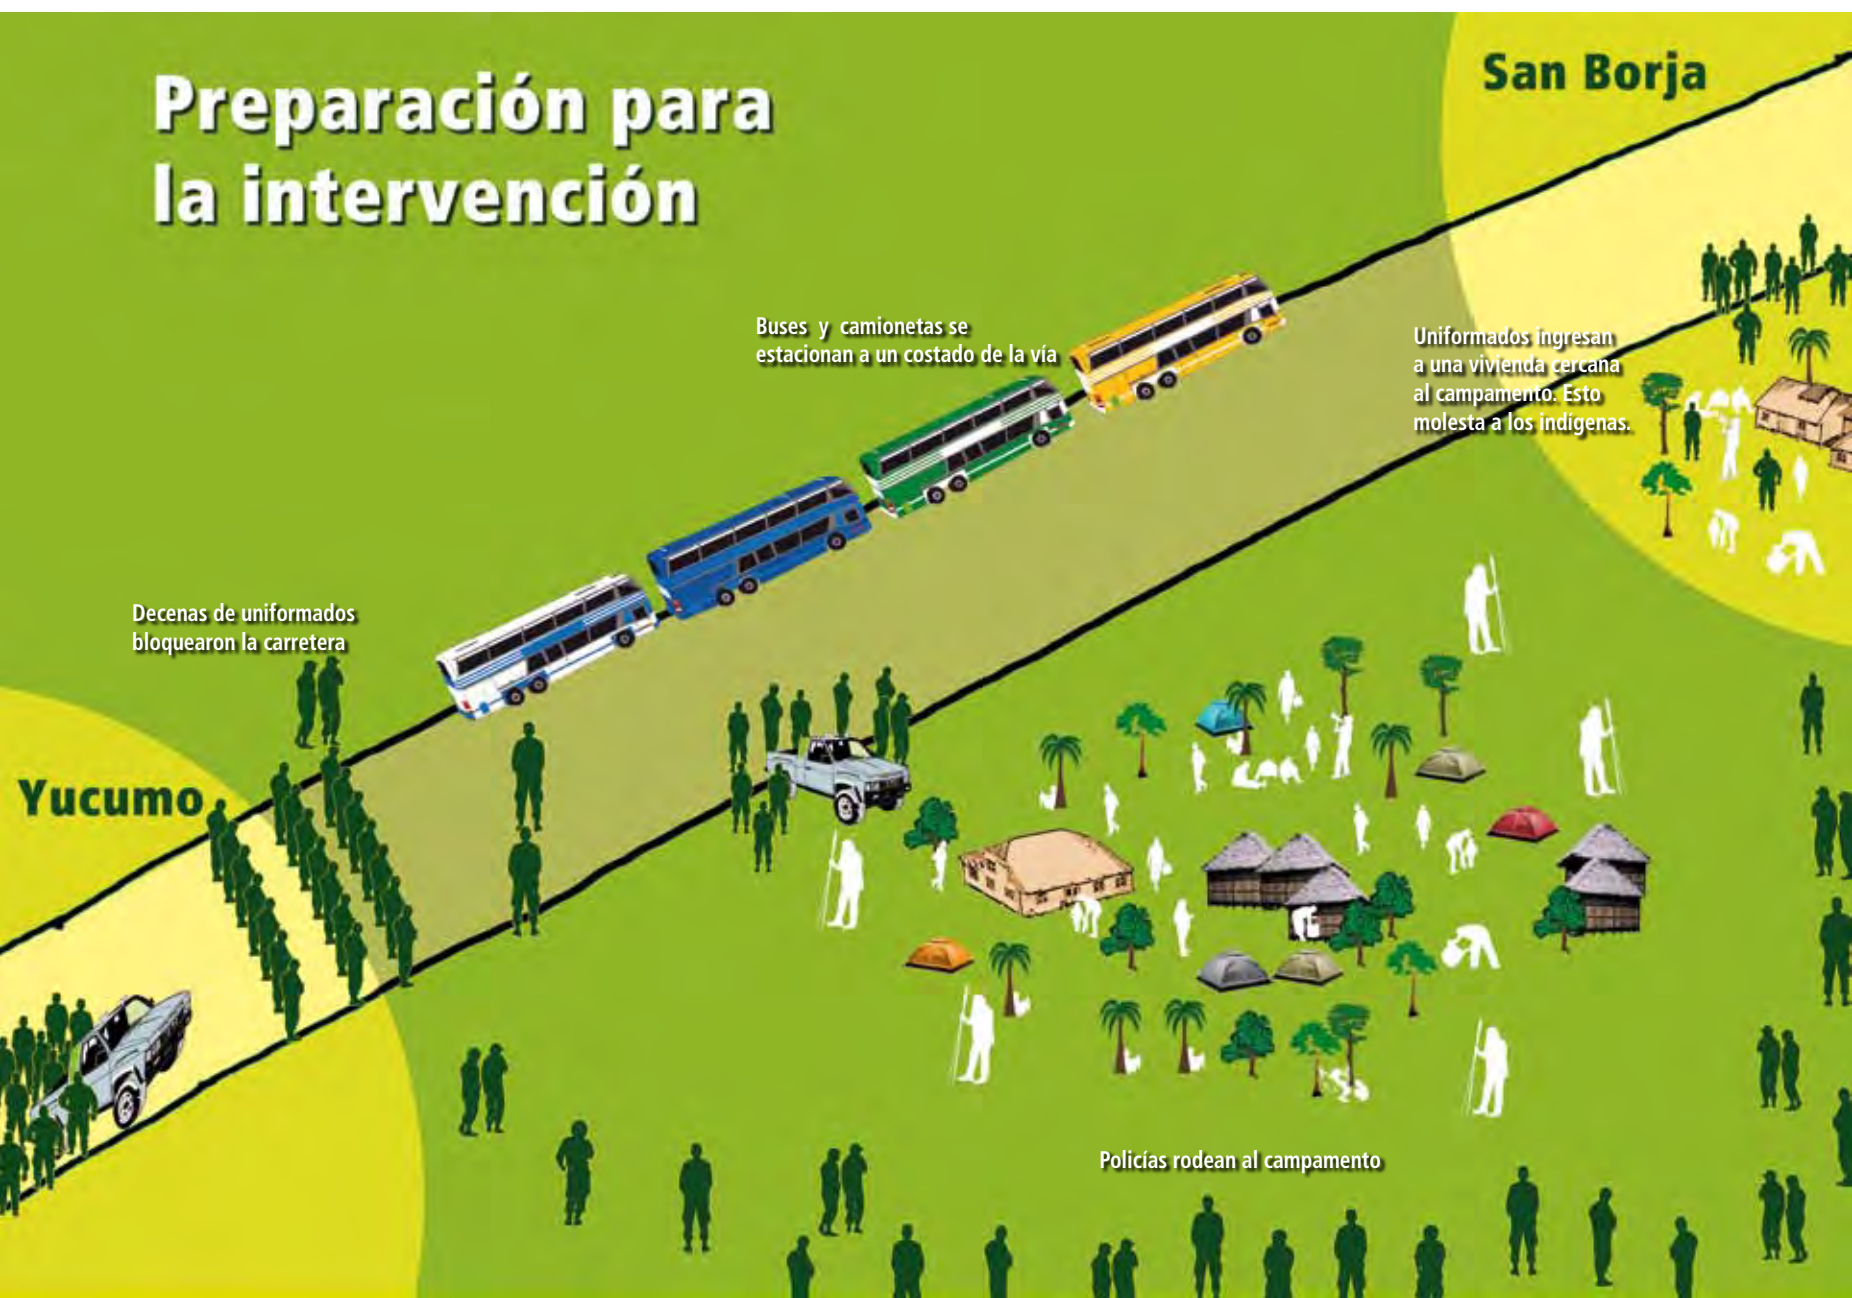 Preparación para
la intervención
San Borja
Buses y camionetas se
estacionan a un costado de la vía
Uniformados ingresan
a una vivienda cercana
al campamento. Esto
molesta a los indígenas.
Decenas de uniformados
bloquearon la carretera
Yucumo
Policías rodean al campamento